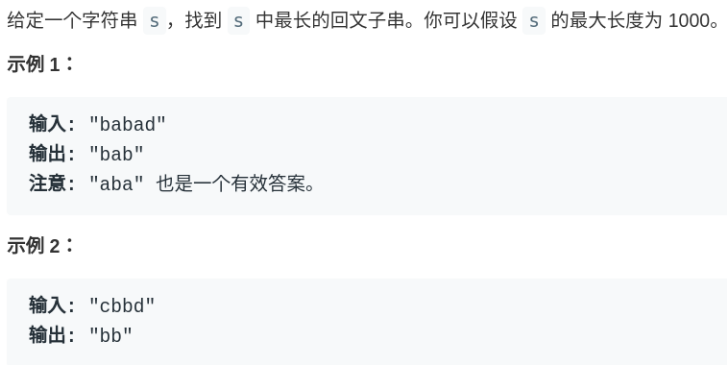 给定一个字符串 s，找到 s 中最长的回文子串。你可以假设 s 的最大长度为 1000。
示例 1：
输入: "babad"
输出: "bab"
注意: "aba" 也是一个有效答案。
示例 2：
输入: "cbbd"
输出: "bb"